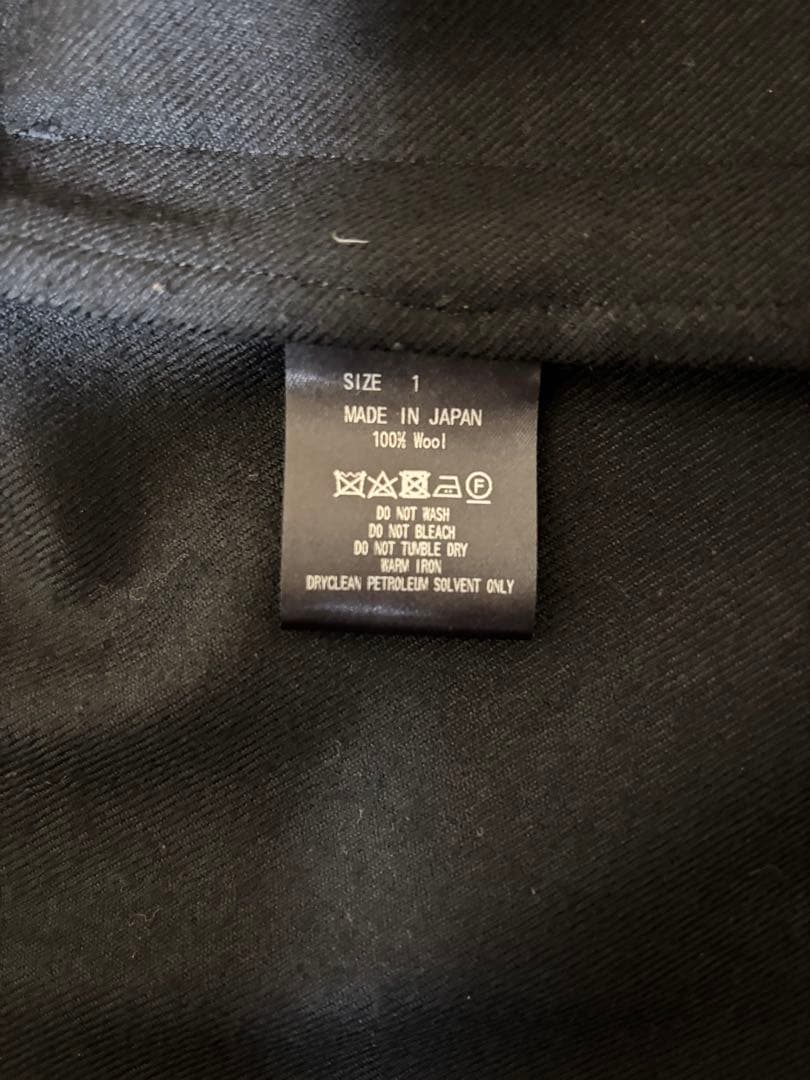 SIZE 1
MADE IN JAPAN
100% Wool
F
DO NOT WASH
DO NOT BLEACH
DO NOT TUMBLE DRY
WARM IRON
DRYCLEAN PETROLEUM SOLVENT ONLY